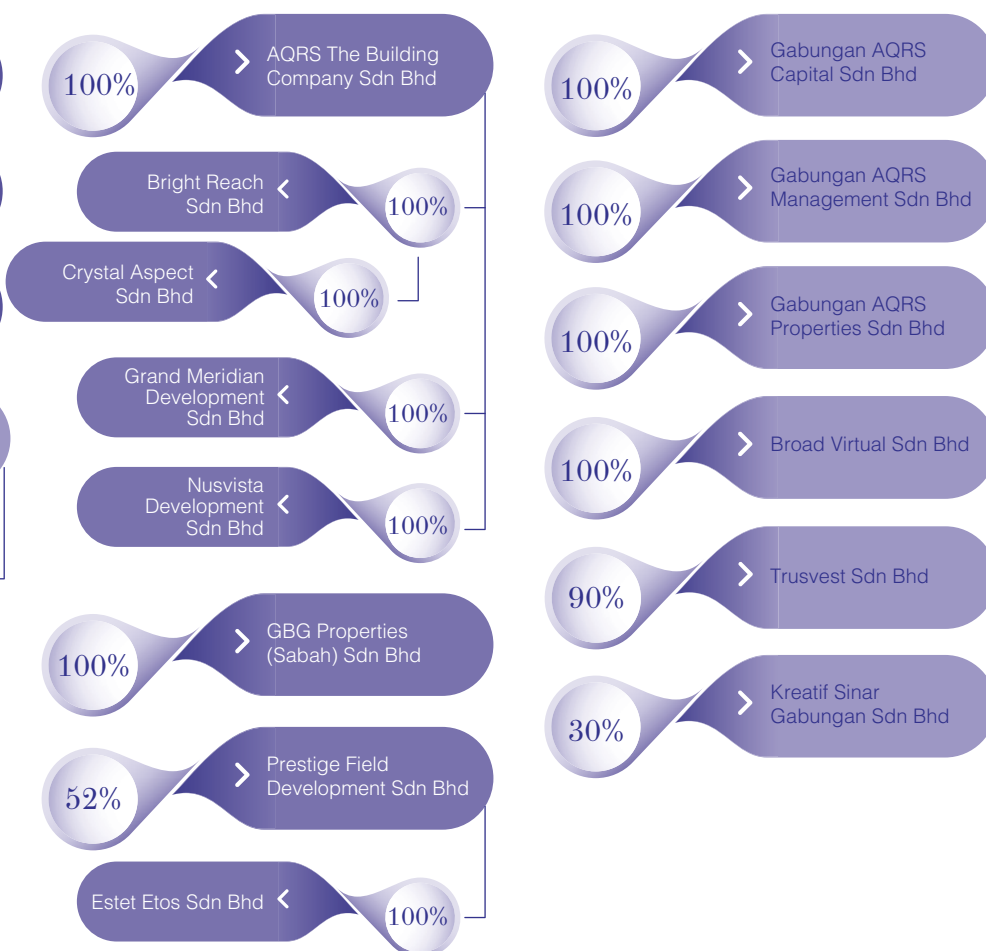 100%
AQRS The Building
Company Sdn Bhd
Bright Reach
Sdn Bhd
100%
Crystal Aspect
Sdn Bhd
100%
Grand Meridian
Development
Sdn Bhd
100%
Nusvista
Development
Sdn Bhd
100%
100%
GBG Properties
(Sabah) Sdn Bhd
52%
Prestige Field
Development Sdn Bhd
Estet Etos Sdn Bhd
100%
100%
Gabungan AQRS
Capital Sdn Bhd
100%
Gabungan AQRS
Management Sdn Bhd
100%
Gabungan AQRS
Properties Sdn Bhd
100%
Broad Virtual Sdn Bhd
90%
Trusvest Sdn Bhd
30%
Kreatif Sinar
Gabungan Sdn Bhd